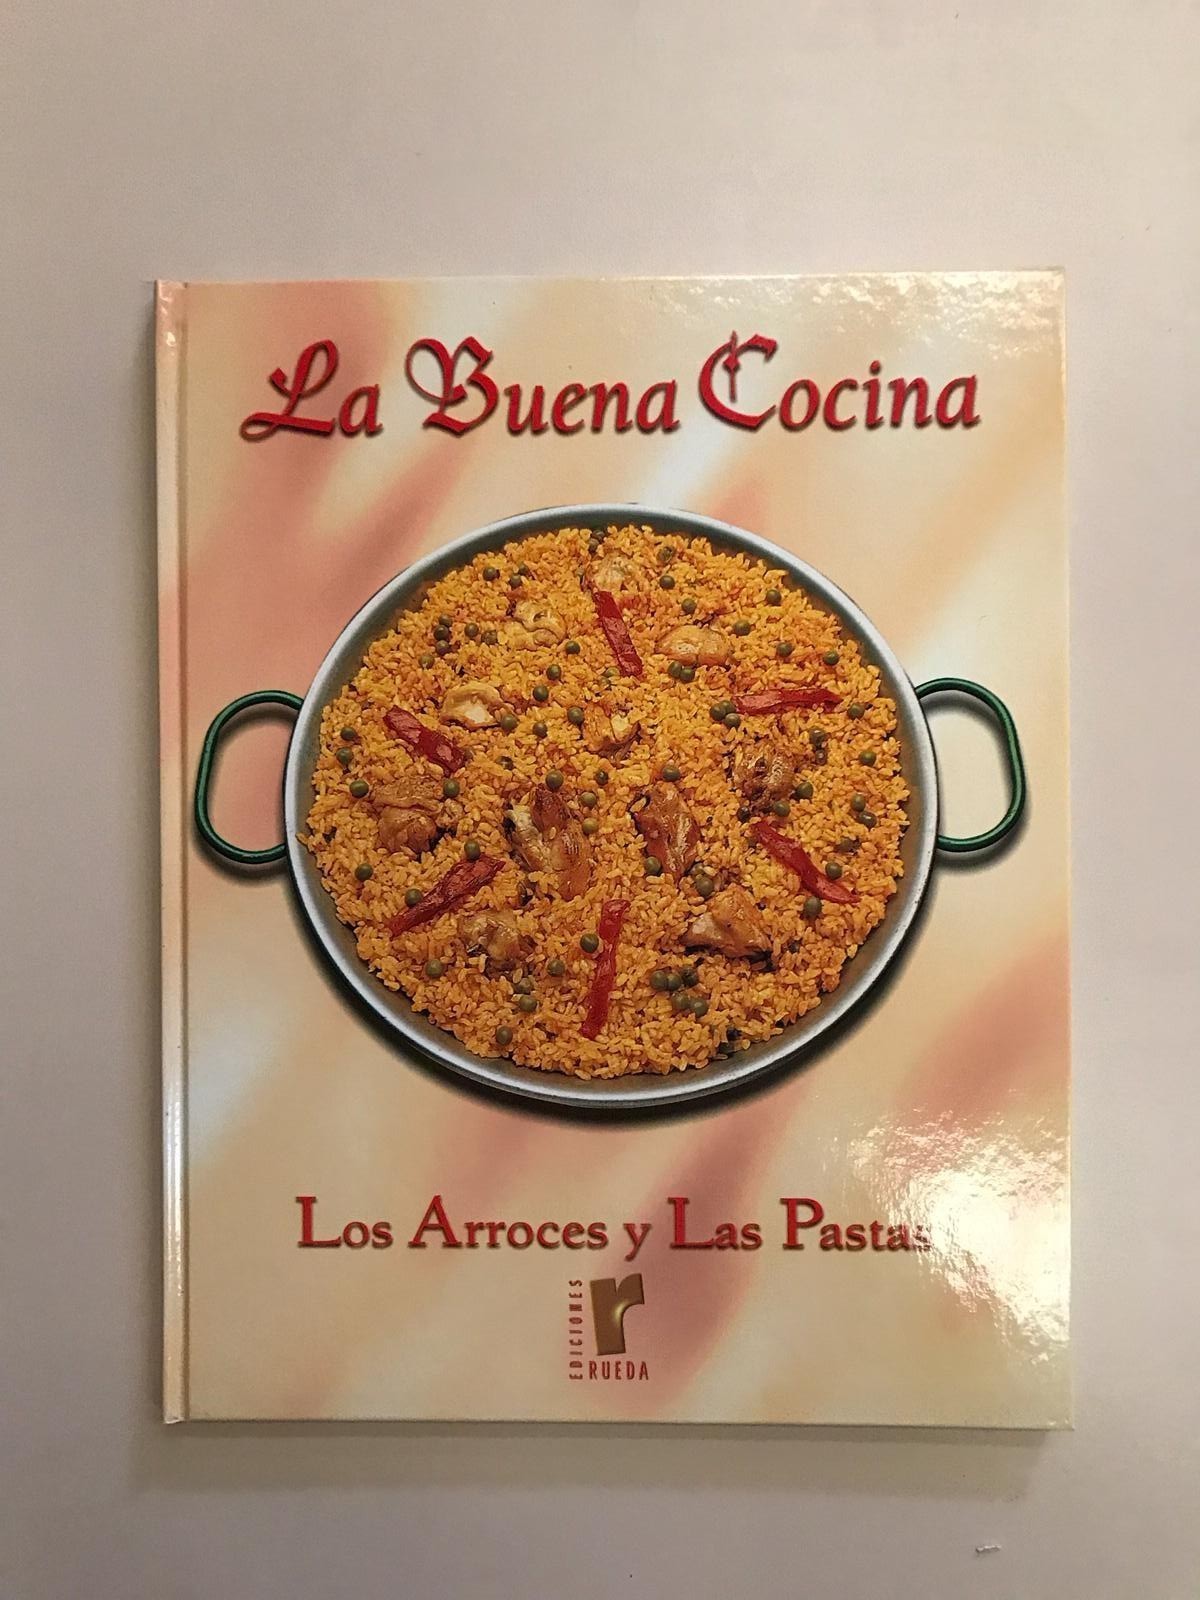 La Buena Cocina
Los Arroces y Las Pastas
EDICIONES
RUEDA